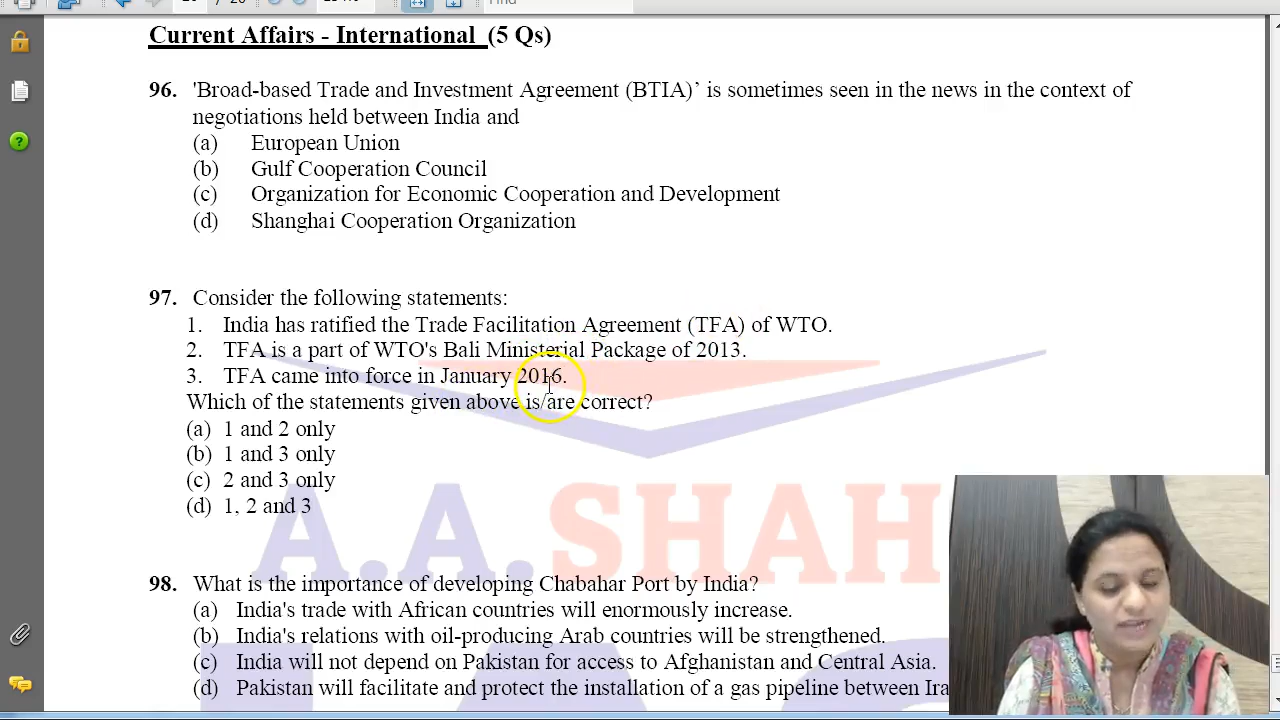 Find
Current Affairs - International (5 Qs)
96. 'Broad-based Trade and Investment Agreement (BTIA)’ is sometimes seen in the news in the context of
negotiations held between India and
(a) European Union
(b) Gulf Cooperation Council
(c) Organization for Economic Cooperation and Development
(d) Shanghai Cooperation Organization
97. Consider the following statements:
1. India has ratified the Trade Facilitation Agreement (TFA) of WTO.
2. TFA is a part of WTO's Bali Ministerial Package of 2013.
3. TFA came into force in January 2016.
Which of the statements given above is/are correct?
(a) 1 and 2 only
(b) 1 and 3 only
(c) 2 and 3 only
(d) 1, 2 and 3
A.A.SHAH
98. What is the importance of developing Chabahar Port by India?
(a) India's trade with African countries will enormously increase.
(b) India's relations with oil-producing Arab countries will be strengthened.
(c) India will not depend on Pakistan for access to Afghanistan and Central Asia.
(d) Pakistan will facilitate and protect the installation of a gas pipeline between